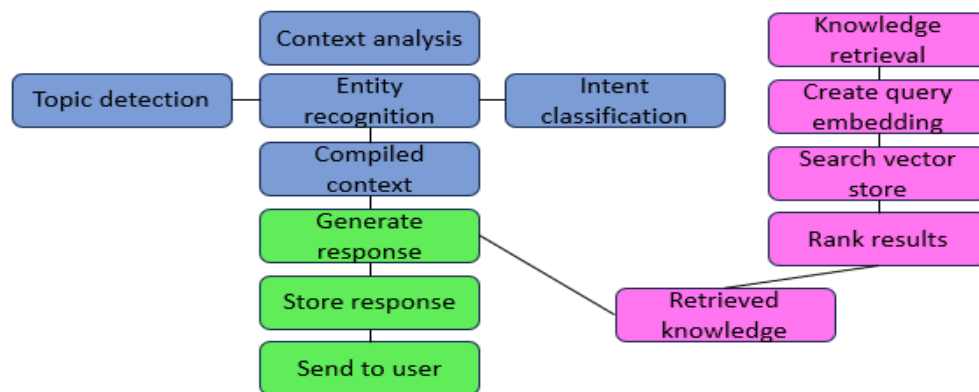 Context analysis
Topic detection
Entity
recognition
Intent
classification
Compiled
context
Generate
response
Store response
Send to user
Knowledge
retrieval
Create query
embedding
Search vector
store
Rank results
Retrieved
knowledge